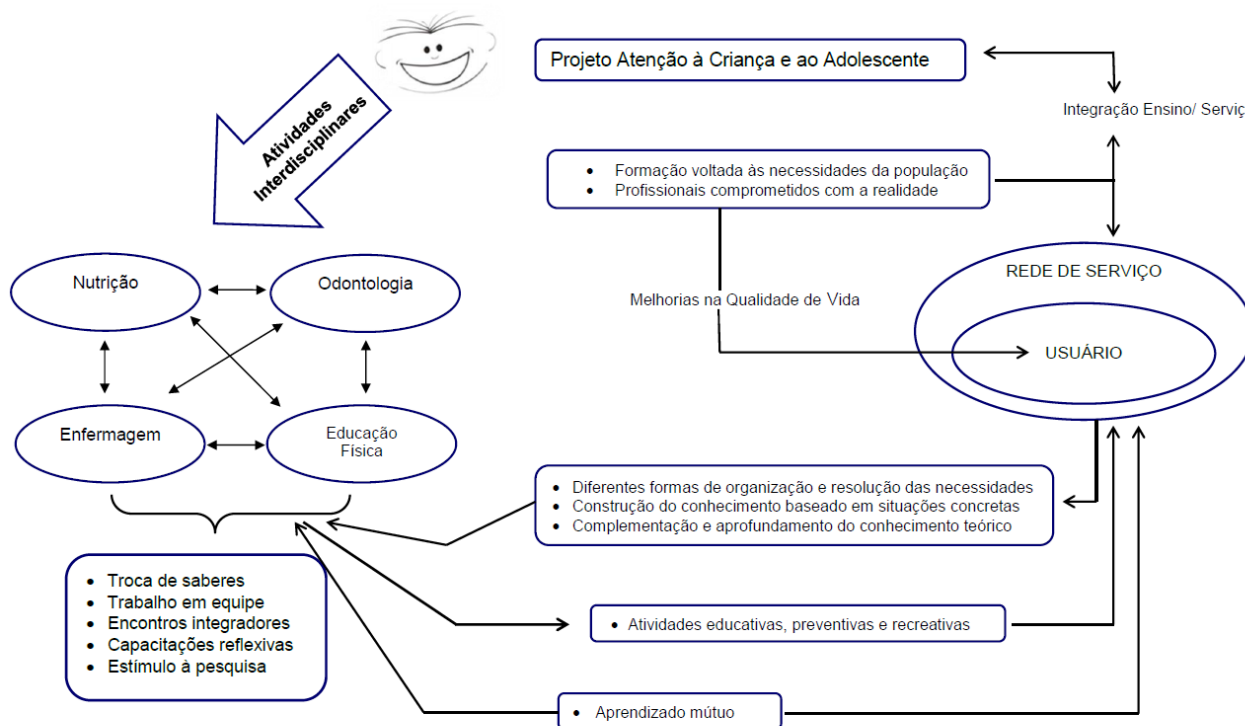 Projeto Atenção à Criança e ao Adolescente
Atividades
Interdisciplinares
Integração Ensino/ Serviç
• Formação voltada às necessidades da população
• Profissionais comprometidos com a realidade
Nutrição
Odontologia
Melhorias na Qualidade de Vida
REDE DE SERVIÇO
USUÁRIO
Enfermagem
Educação
Física
• Diferentes formas de organização e resolução das necessidades
• Construção do conhecimento baseado em situações concretas
• Complementação e aprofundamento do conhecimento teórico
• Troca de saberes
• Trabalho em equipe
• Encontros integradores
• Capacitações reflexivas
• Estímulo à pesquisa
• Atividades educativas, preventivas e recreativas
• Aprendizado mútuo